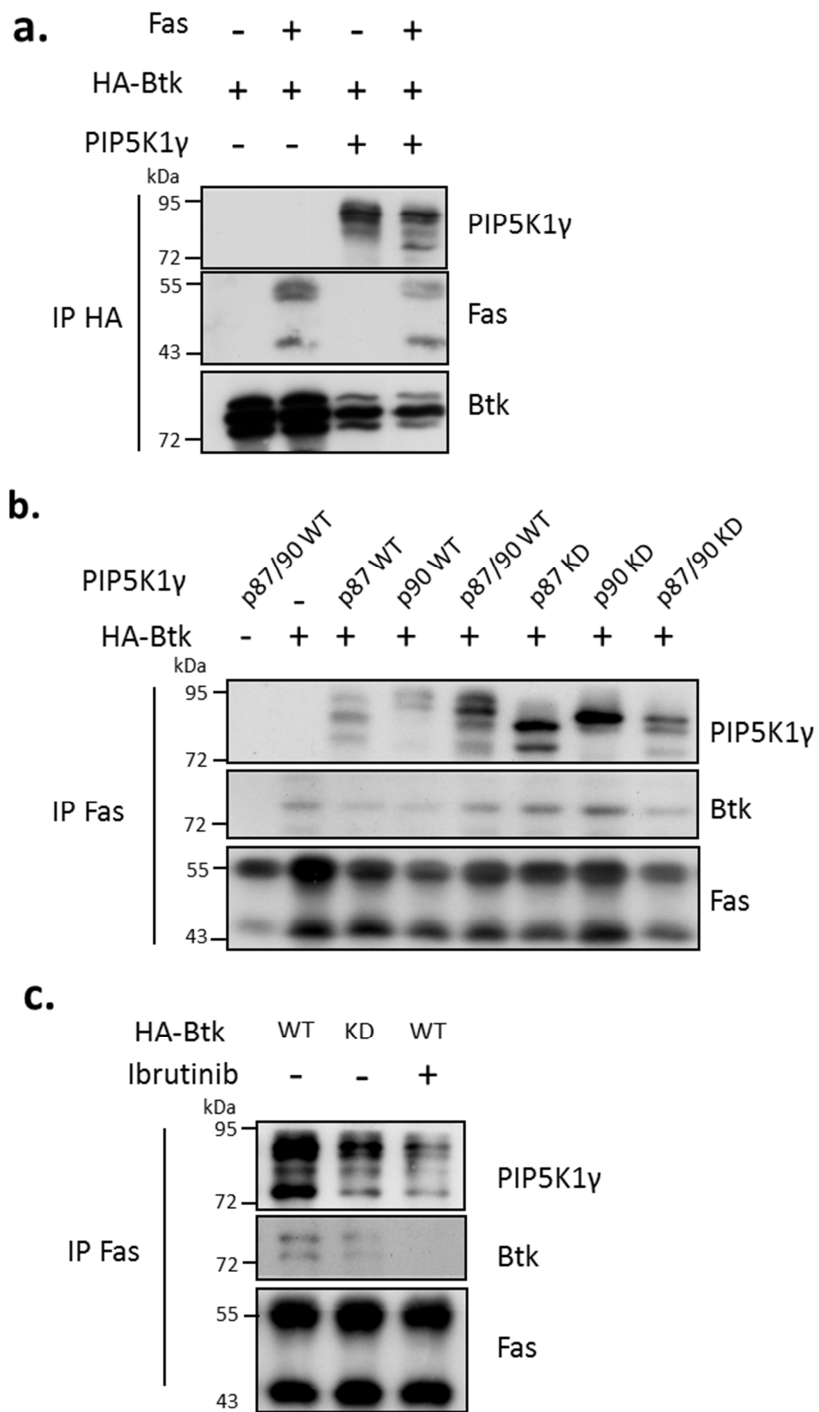 a.
Fas - + - +
HA-Btk + + + +
PIP5K1γ - - + +
kDa
95
72
PIP5K1γ
55
43
Fas
IP HA
72
Btk
b.
PIP5K1γ p87/90 WT - p87 WT p90 WT p87/90 WT p87 KD p90 KD p87/90 KD
HA-Btk - + + + + + + +
kDa
95
72
PIP5K1γ
IP Fas
72
Btk
55
43
Fas
c.
HA-Btk WT KD WT
Ibrutinib - - +
kDa
95
72
PIP5K1γ
IP Fas
72
Btk
55
43
Fas